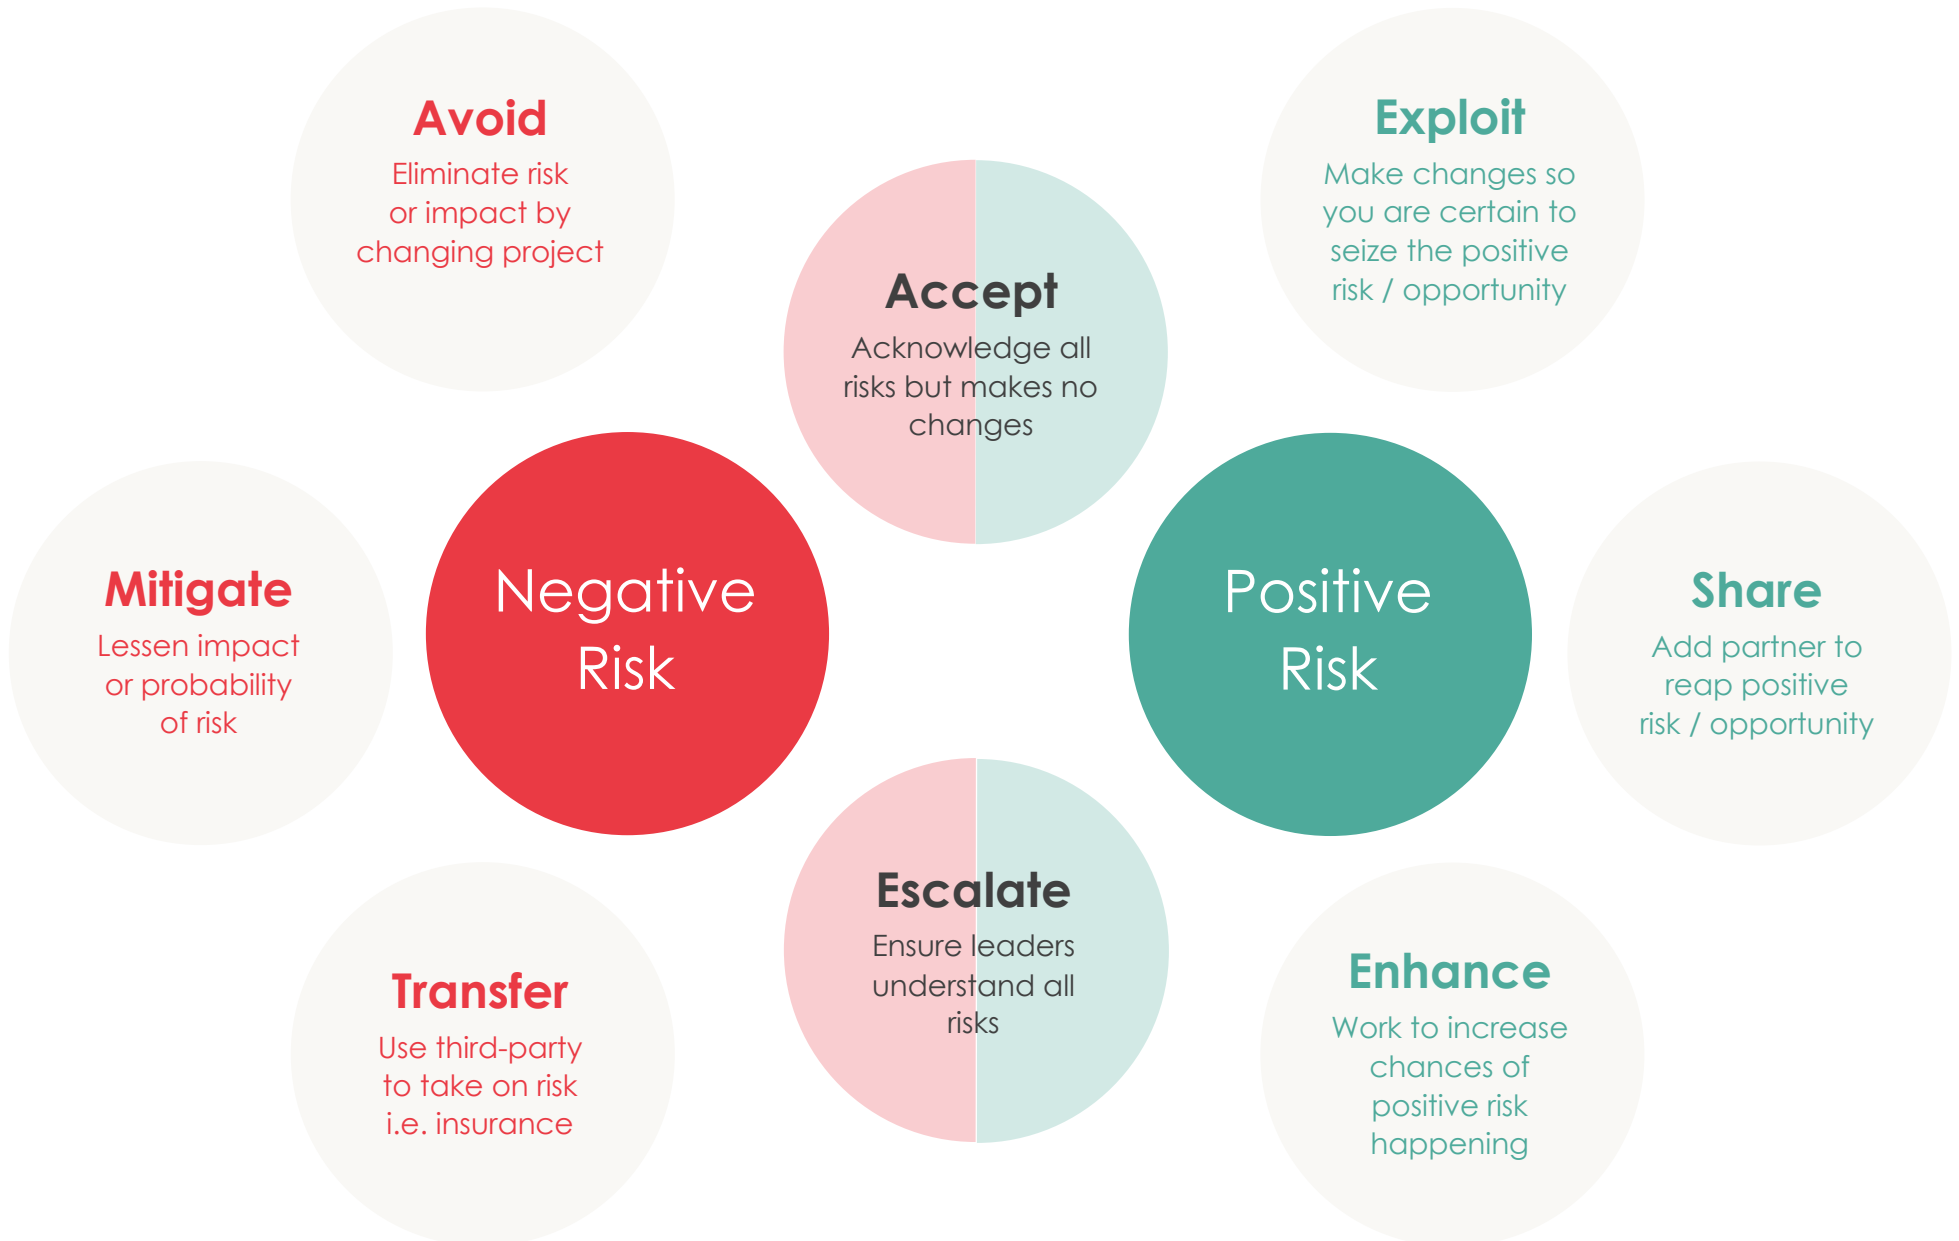 Avoid
Eliminate risk
or impact by
changing project
Exploit
Make changes so
you are certain to
seize the positive
risk / opportunity
Accept
Acknowledge all
risks but makes no
changes
Mitigate
Lessen impact
or probability
of risk
Negative
Risk
Positive
Risk
Share
Add partner to
reap positive
risk / opportunity
Transfer
Use third-party
to take on risk
i.e. insurance
Escalate
Ensure leaders
understand all
risks
Enhance
Work to increase
chances of
positive risk
happening